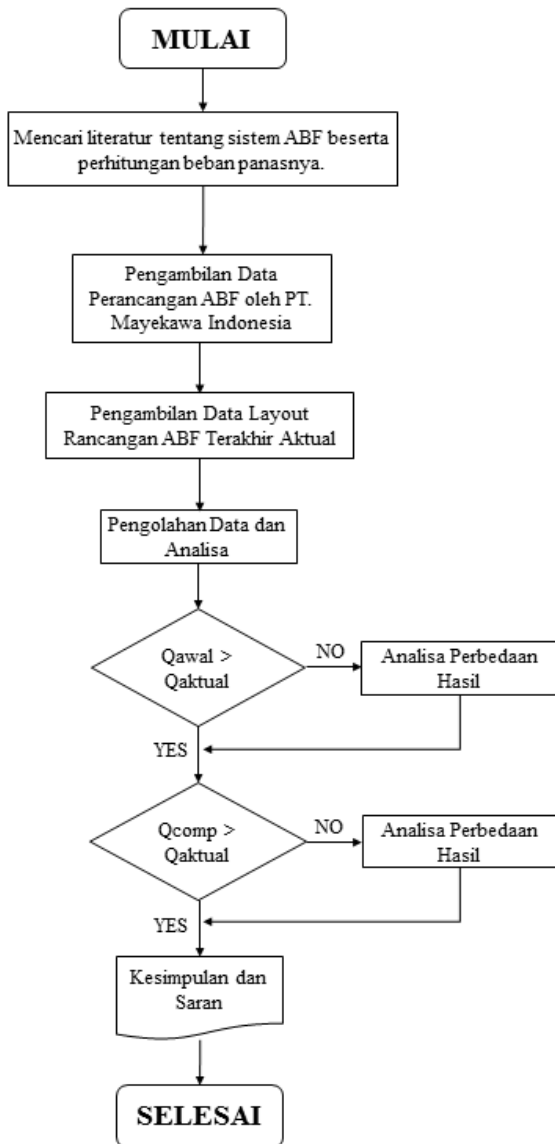 MULAI
Mencari literatur tentang sistem ABF beserta
perhitungan beban panasnya.
Pengambilan Data
Perancangan ABF oleh PT.
Mayekawa Indonesia
Pengambilan Data Layout
Rancangan ABF Terakhir Aktual
Pengolahan Data dan
Analisa
Qawal >
Qaktual
NO
Analisa Perbedaan
Hasil
YES
Qcomp >
Qaktual
NO
Analisa Perbedaan
Hasil
YES
Kesimpulan dan
Saran
SELESAI